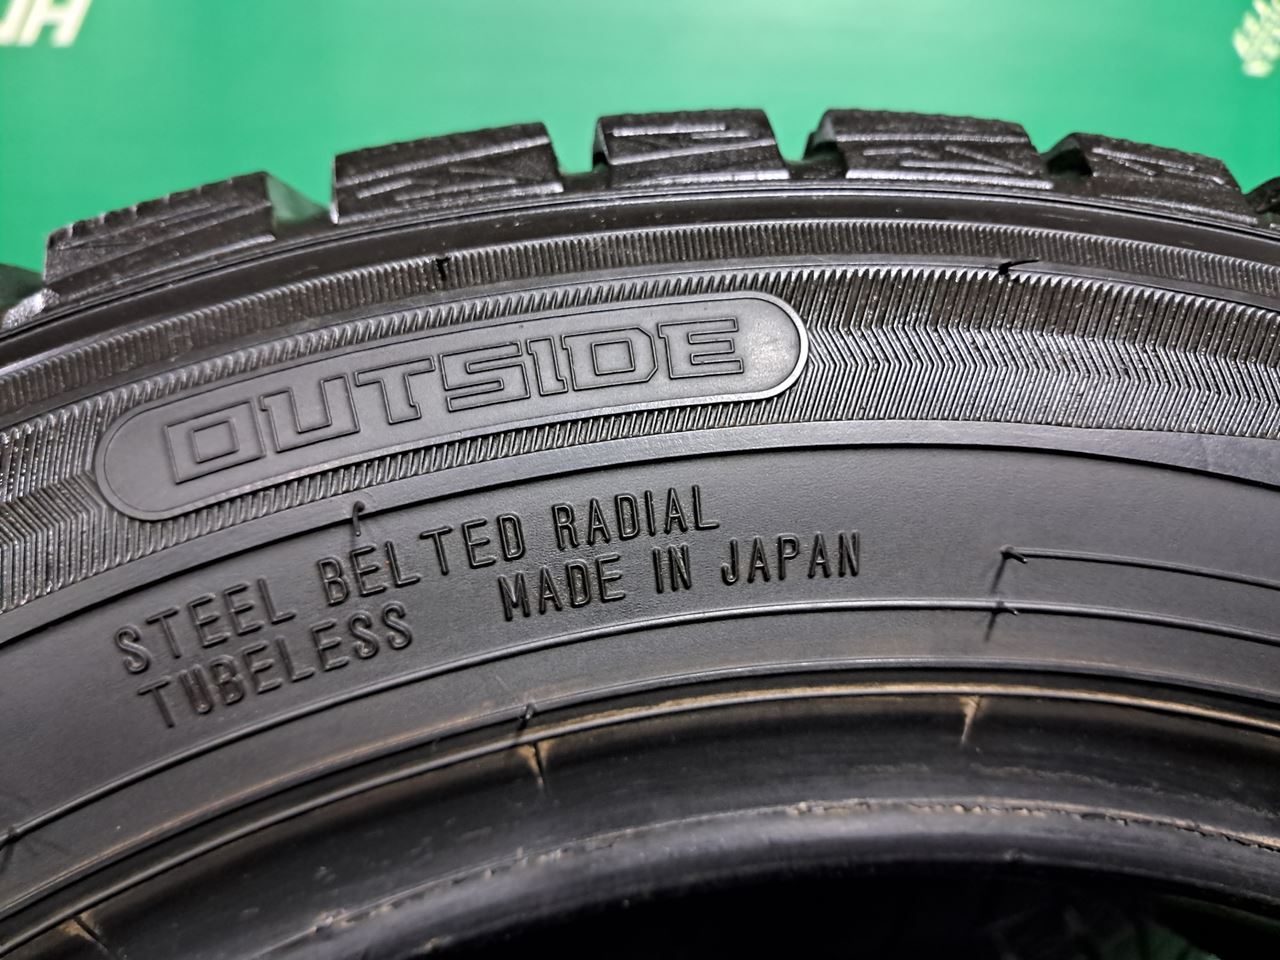 OUTSIDE
STEEL BELTED RADIAL
TUBELESS MADE IN JAPAN